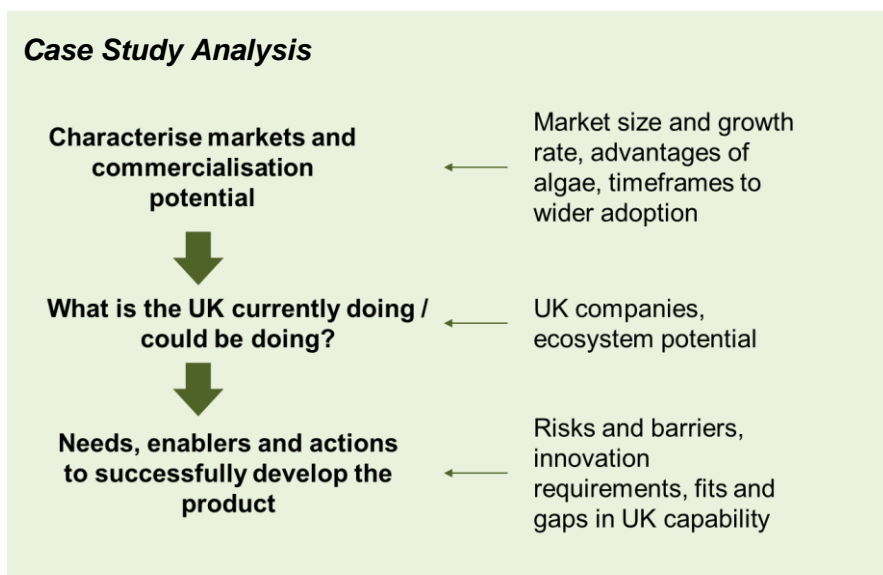 Case Study Analysis
Characterise markets and
commercialisation
potential
Market size and growth
rate, advantages of
algae, timeframes to
wider adoption
What is the UK currently doing /
could be doing?
UK companies,
ecosystem potential
Needs, enablers and actions
to successfully develop the
product
Risks and barriers,
innovation
requirements, fits and
gaps in UK capability